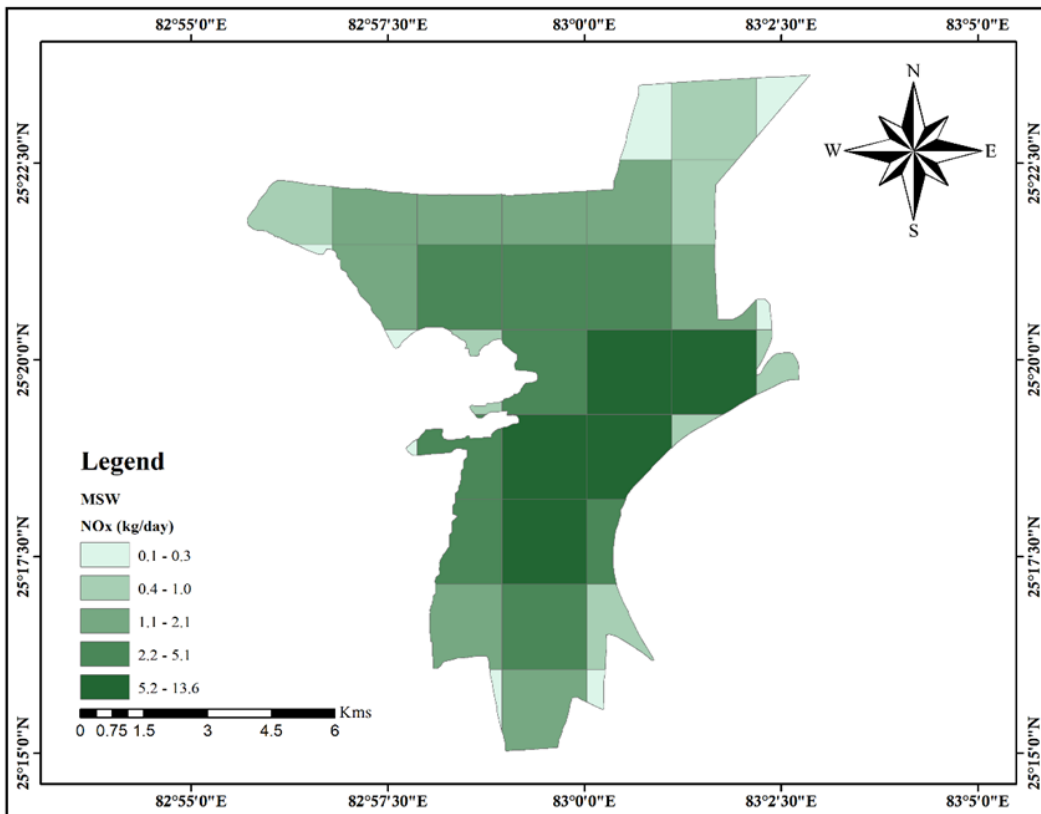 82°55'0"E 82°57'30"E 83°0'0"E 83°2'30"E 83°5'0"E
N
W E
S
25°22'30"N 25°22'30"N
25°20'0"N 25°20'0"N
25°17'30"N 25°17'30"N
25°15'0"N 25°15'0"N
Legend
MSW
NOx (kg/day)
0.1 - 0.3
0.4 - 1.0
1.1 - 2.1
2.2 - 5.1
5.2 - 13.6
Kms
0 0.75 1.5 3 4.5 6
82°55'0"E 82°57'30"E 83°0'0"E 83°2'30"E 83°5'0"E